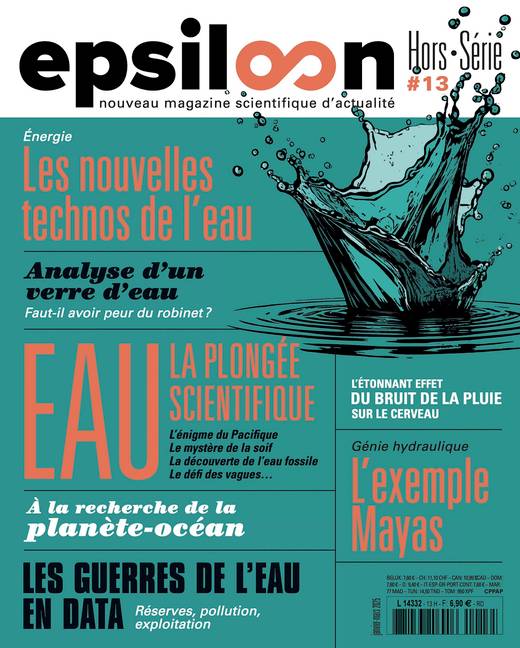 epsiloon
Hors-Série
#13
nouveau magazine scientifique d'actualité
Énergie
Les nouvelles
technos de l'eau
Analyse d'un
verre d'eau
Faut-il avoir peur du robinet ?
EAU
LA PLONGÉE
SCIENTIFIQUE
L'énigme du Pacifique
Le mystère de la soif
La découverte de l'eau fossile
Le défi des vagues…
L'ÉTONNANT EFFET
DU BRUIT DE LA PLUIE
SUR LE CERVEAU
Génie hydraulique
L'exemple
Mayas
À la recherche de la
planète-océan
LES GUERRES DE L'EAU
EN DATA
Réserves, pollution,
exploitation
janvier-mars 2025
L 14332 - 13 H - F: 6,90 € - RD
CPPAP